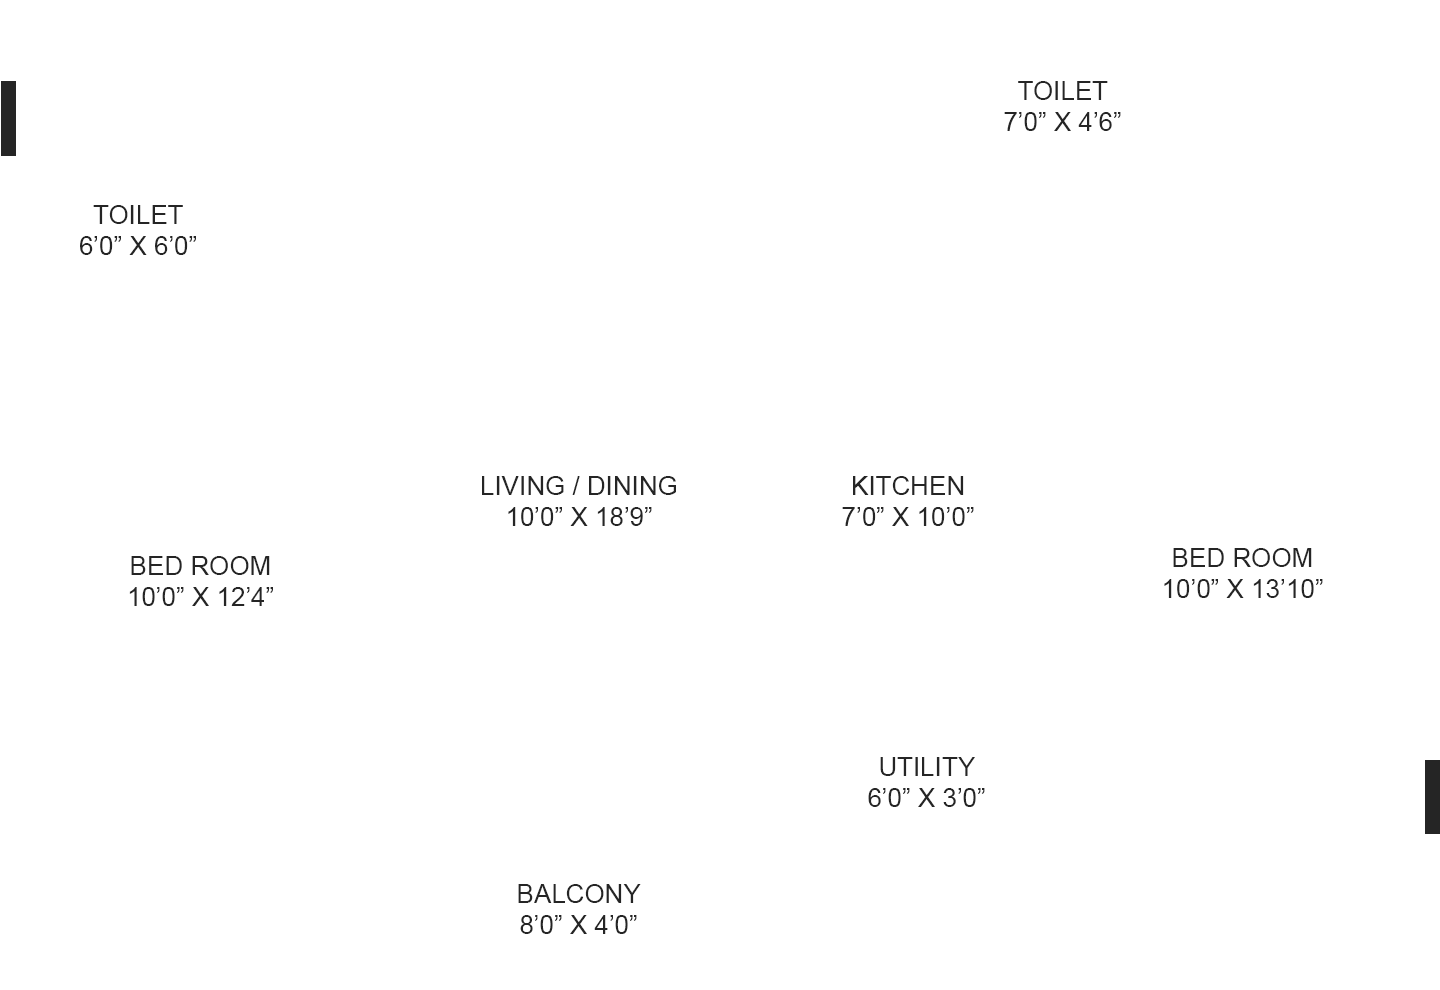 TOILET
7’0” X 4’6”
TOILET
6’0” X 6’0”
LIVING / DINING
10’0” X 18’9”
KITCHEN
7’0” X 10’0”
BED ROOM
10’0” X 13’10”
BED ROOM
10’0” X 12’4”
UTILITY
6’0” X 3’0”
BALCONY
8’0” X 4’0”